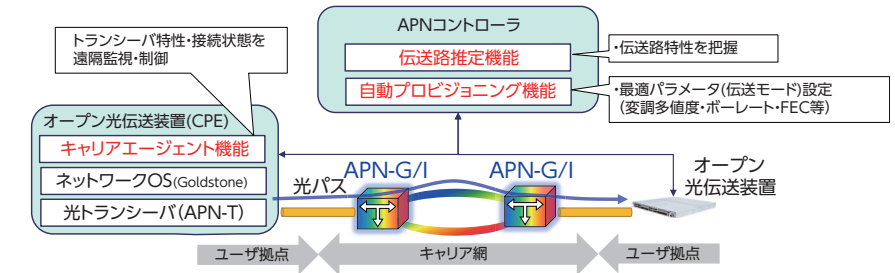 トランシーバ特性・接続状態を
遠隔監視・制御
APNコントローラ
伝送路推定機能
・伝送路特性を把握
自動プロビジョニング機能
・最適パラメータ(伝送モード)設定
(変調多値度・ボーレート・FEC等)
オープン光伝送装置(CPE)
キャリアエージェント機能
ネットワークOS(Goldstone)
光トランシーバ(APN-T)
光パス
APN-G/I
APN-G/I
オープン
光伝送装置
ユーザ拠点
キャリア網
ユーザ拠点